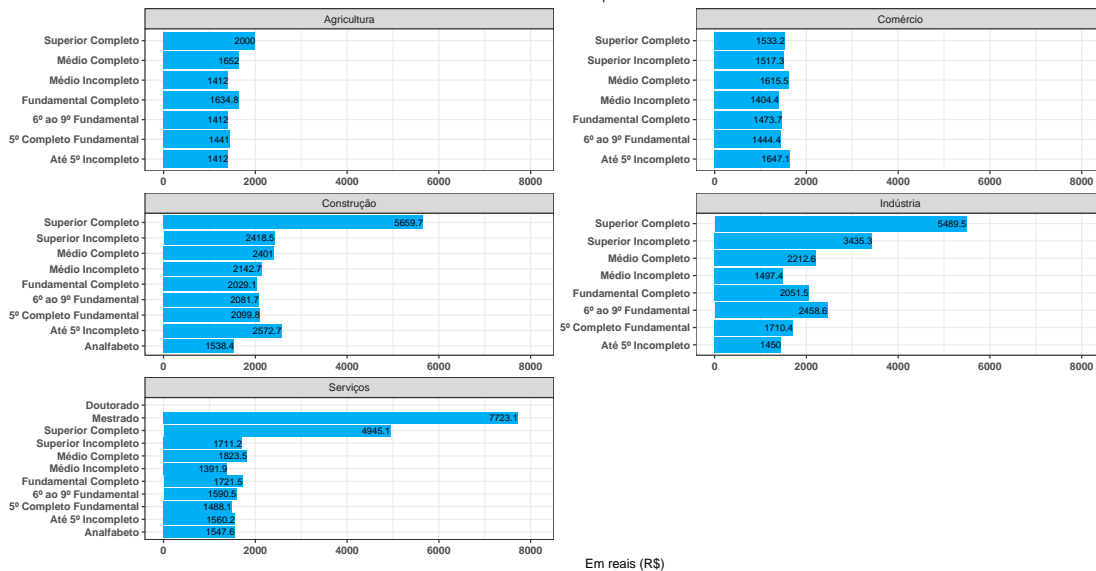 Agricultura
Superior Completo 2000
Médio Completo 1652
Médio Incompleto 1412
Fundamental Completo 1634.8
6º ao 9º Fundamental 1412
5º Completo Fundamental 1441
Até 5º Incompleto 1412
0 2000 4000 6000 8000
Comércio
Superior Completo 1533.2
Superior Incompleto 1517.3
Médio Completo 1615.5
Médio Incompleto 1404.4
Fundamental Completo 1473.7
6º ao 9º Fundamental 1444.4
Até 5º Incompleto 1647.1
0 2000 4000 6000 8000
Construção
Superior Completo 5659.7
Superior Incompleto 2418.5
Médio Completo 2401
Médio Incompleto 2142.7
Fundamental Completo 2029.1
6º ao 9º Fundamental 2081.7
5º Completo Fundamental 2099.8
Até 5º Incompleto 2572.7
Analfabeto 1538.4
0 2000 4000 6000 8000
Indústria
Superior Completo 5489.5
Superior Incompleto 3435.3
Médio Completo 2212.6
Médio Incompleto 1497.4
Fundamental Completo 2051.5
6º ao 9º Fundamental 2458.6
5º Completo Fundamental 1710.4
Até 5º Incompleto 1450
0 2000 4000 6000 8000
Serviços
Doutorado
Mestrado 7723.1
Superior Completo 4945.1
Superior Incompleto 1711.2
Médio Completo 1823.5
Médio Incompleto 1391.9
Fundamental Completo 1721.5
6º ao 9º Fundamental 1590.5
5º Completo Fundamental 1488.1
Até 5º Incompleto 1560.2
Analfabeto 1547.6
0 2000 4000 6000 8000
Em reais (R$)